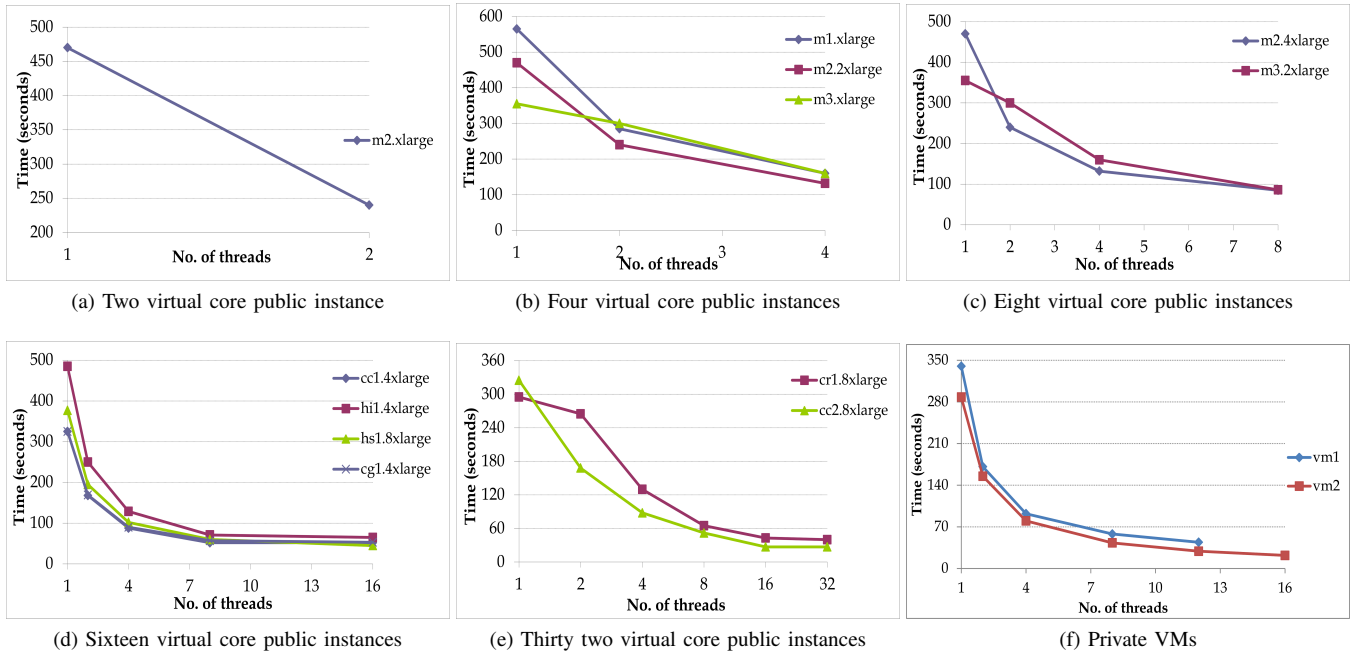 500
450
400
350
300
250
200
Time (seconds)
m2.xlarge
1
2
No. of threads
(a) Two virtual core public instance
600
500
400
300
200
100
0
Time (seconds)
m1.xlarge
m2.2xlarge
m3.xlarge
1
2
3
4
No. of threads
(b) Four virtual core public instances
500
400
300
200
100
0
Time (seconds)
m2.4xlarge
m3.2xlarge
1 2 3 4 5 6 7 8
No. of threads
(c) Eight virtual core public instances
500
400
300
200
100
0
Time (seconds)
cc1.4xlarge
hi1.4xlarge
hs1.8xlarge
cg1.4xlarge
1 4 7 10 13 16
No. of threads
(d) Sixteen virtual core public instances
360
300
240
180
120
60
0
Time (seconds)
cr1.8xlarge
cc2.8xlarge
1 2 4 8 16 32
No. of threads
(e) Thirty two virtual core public instances
350
280
210
140
70
0
Time (seconds)
vm1
vm2
1 4 7 10 13 16
No. of threads
(f) Private VMs